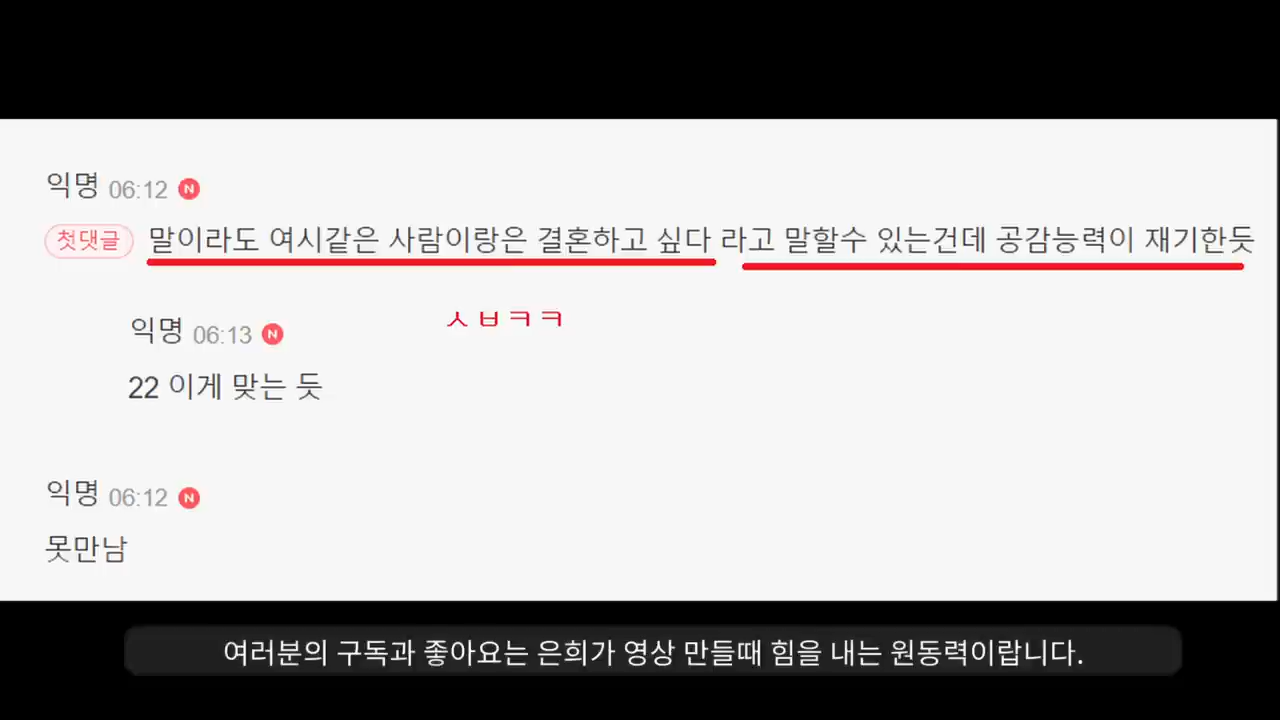 익명 06:12 N
첫댓글 말이라도 여시같은 사람이랑은 결혼하고 싶다 라고 말할수 있는건데 공감능력이 재기한듯
ㅅㅂㅋㅋ
익명 06:13 N
22 이게 맞는 듯
익명 06:12 N
못만남
여러분의 구독과 좋아요는 은희가 영상 만들때 힘을 내는 원동력이랍니다.